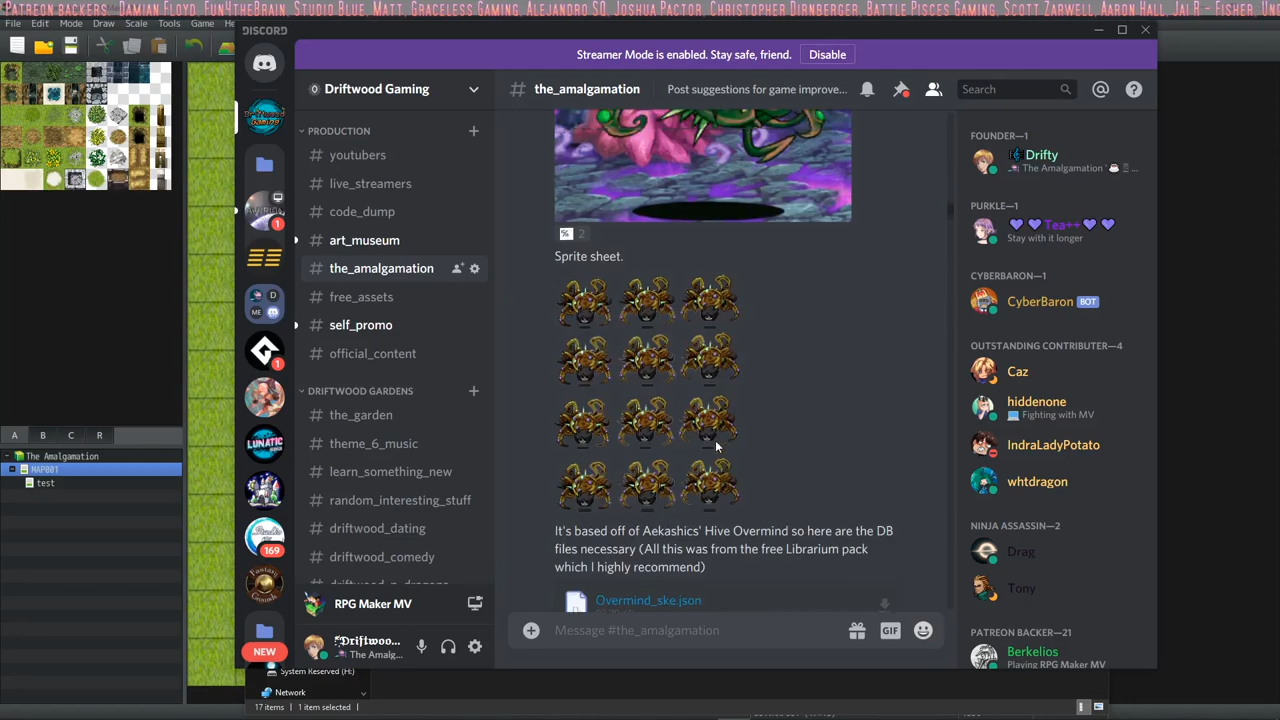 PATREON BACKERS: DAMIAN FLOYD, FUN4THEBRAIN, STUDIO BLUE, MATT, GRACELESS GAMING, ALEJANDRO SO, JOSHUA PACTOR, CHRISTOPHER DIRNBERGER, BATTLE PISCES GAMING, SCOTT ZARWELL, AARON HALL, JAI B - FISHER, UND
File Edit Mode Draw Scale Tools Game
DISCORD
Streamer Mode is enabled. Stay safe, friend. Disable
Driftwood Gaming
# the_amalgamation
Post suggestions for game improve...
Search
PRODUCTION
# youtubers
# live_streamers
# code_dump
# art_museum
# the_amalgamation
# free_assets
# self_promo
# official_content
DRIFTWOOD GARDENS
# the_garden
# theme_6_music
# learn_something_new
# random_interesting_stuff
# driftwood_dating
# driftwood_comedy
RPG Maker MV
The Amalg...
1
1
D
ME
LUNATIC
169
NEW
% 2
Sprite sheet.
It's based off of Aekashics' Hive Overmind so here are the DB
files necessary (All this was from the free Librarium pack
which I highly recommend)
Overmind_ske.json
Message #the_amalgamation
GIF
FOUNDER—1
Drifty
The Amalgamation
PURKLE—1
Tea++
Stay with it longer
CYBERBARON—1
CyberBaron BOT
OUTSTANDING CONTRIBUTER—4
Caz
hiddenone
Fighting with MV
IndraLadyPotato
whtdragon
NINJA ASSASSIN—2
Drag
Tony
PATREON BACKER—21
Berkelios
Playing RPG Maker MV
A B C R
The Amalgamation
MAP001
test
System Reserved (H:)
Network
17 items 1 item selected